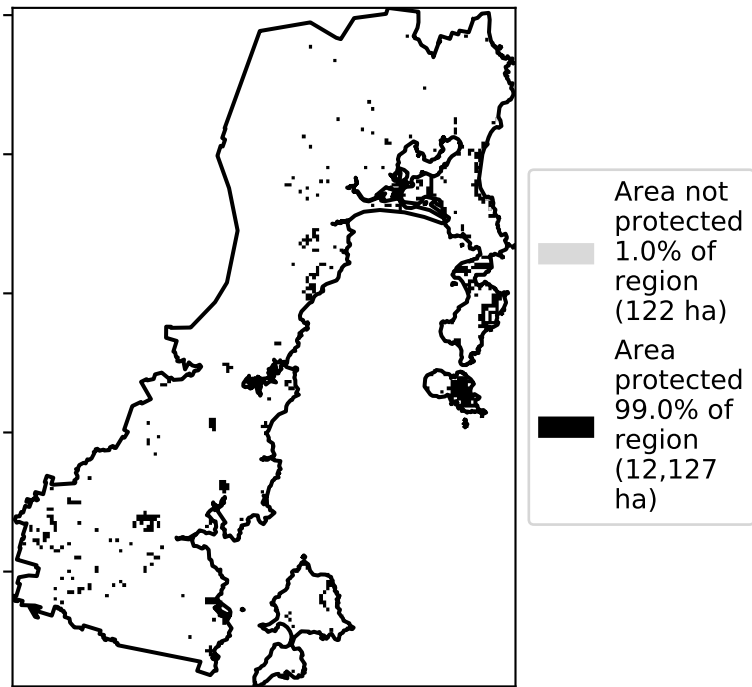 Area not
protected
1.0% of
region
(122 ha)
Area
protected
99.0% of
region
(12,127
ha)